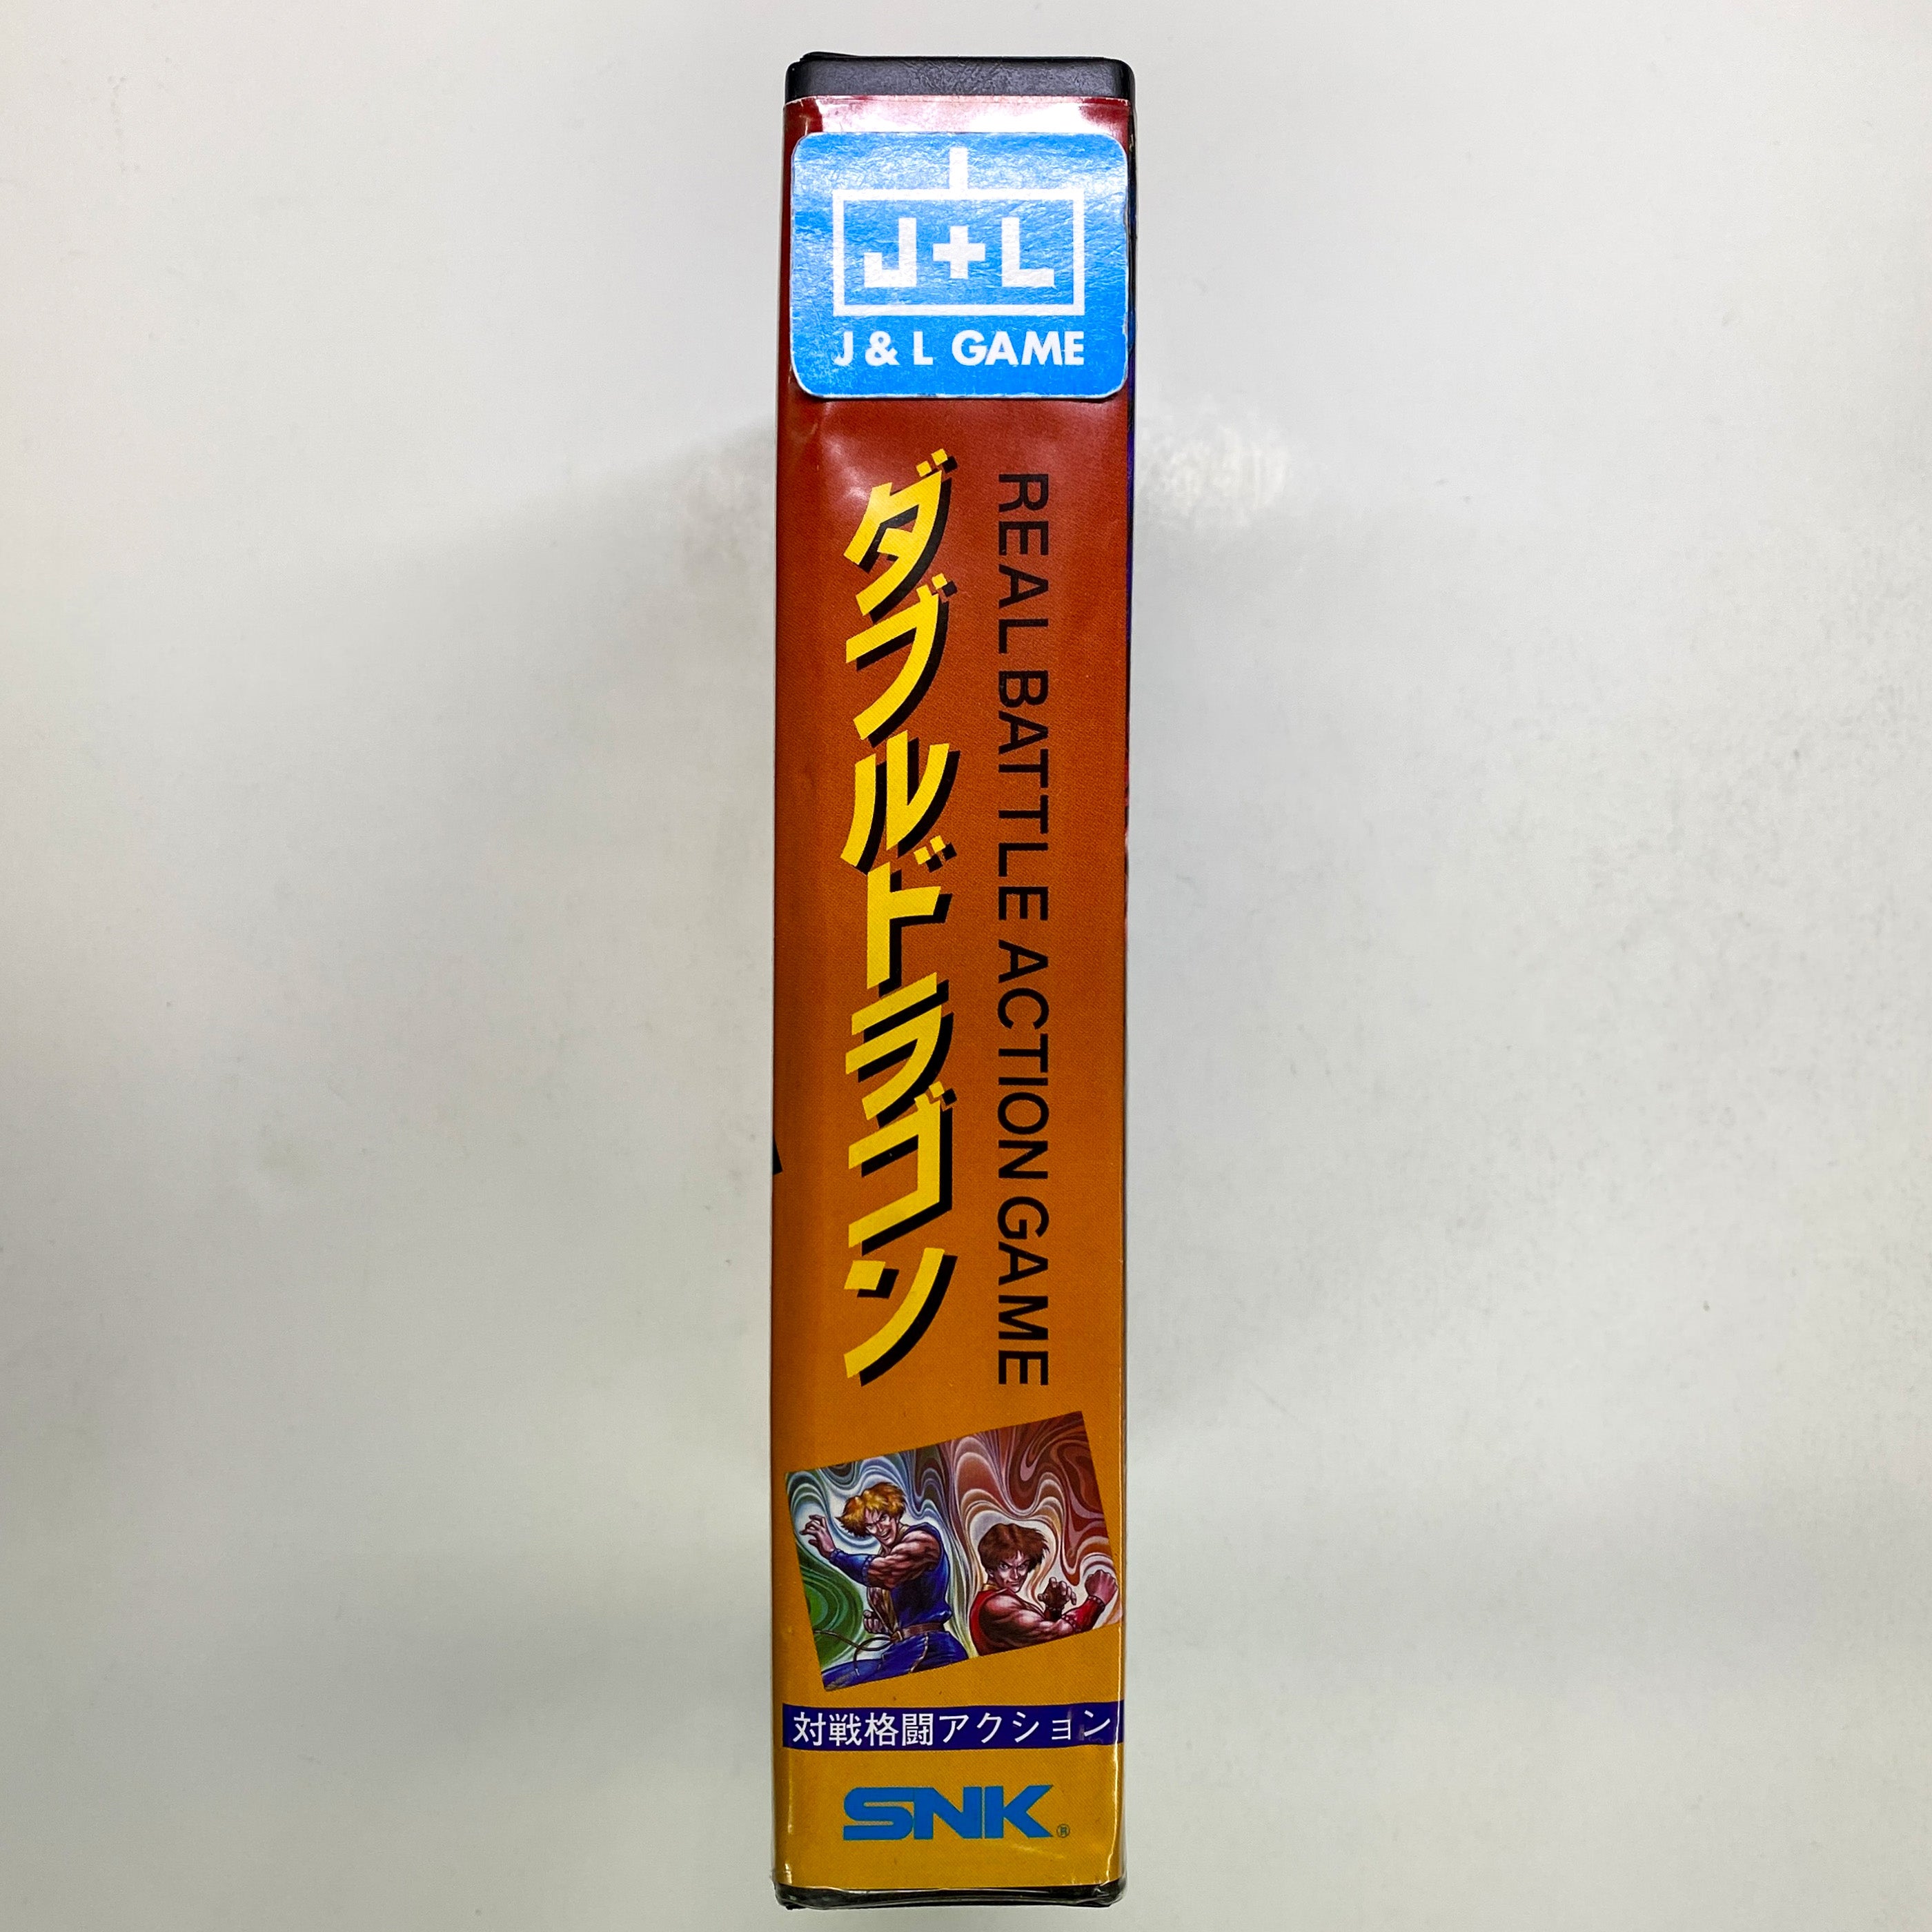 J+L
J & L GAME
ダブルドラゴン
REAL BATTLE ACTION GAME
対戦格闘アクション
SNK®